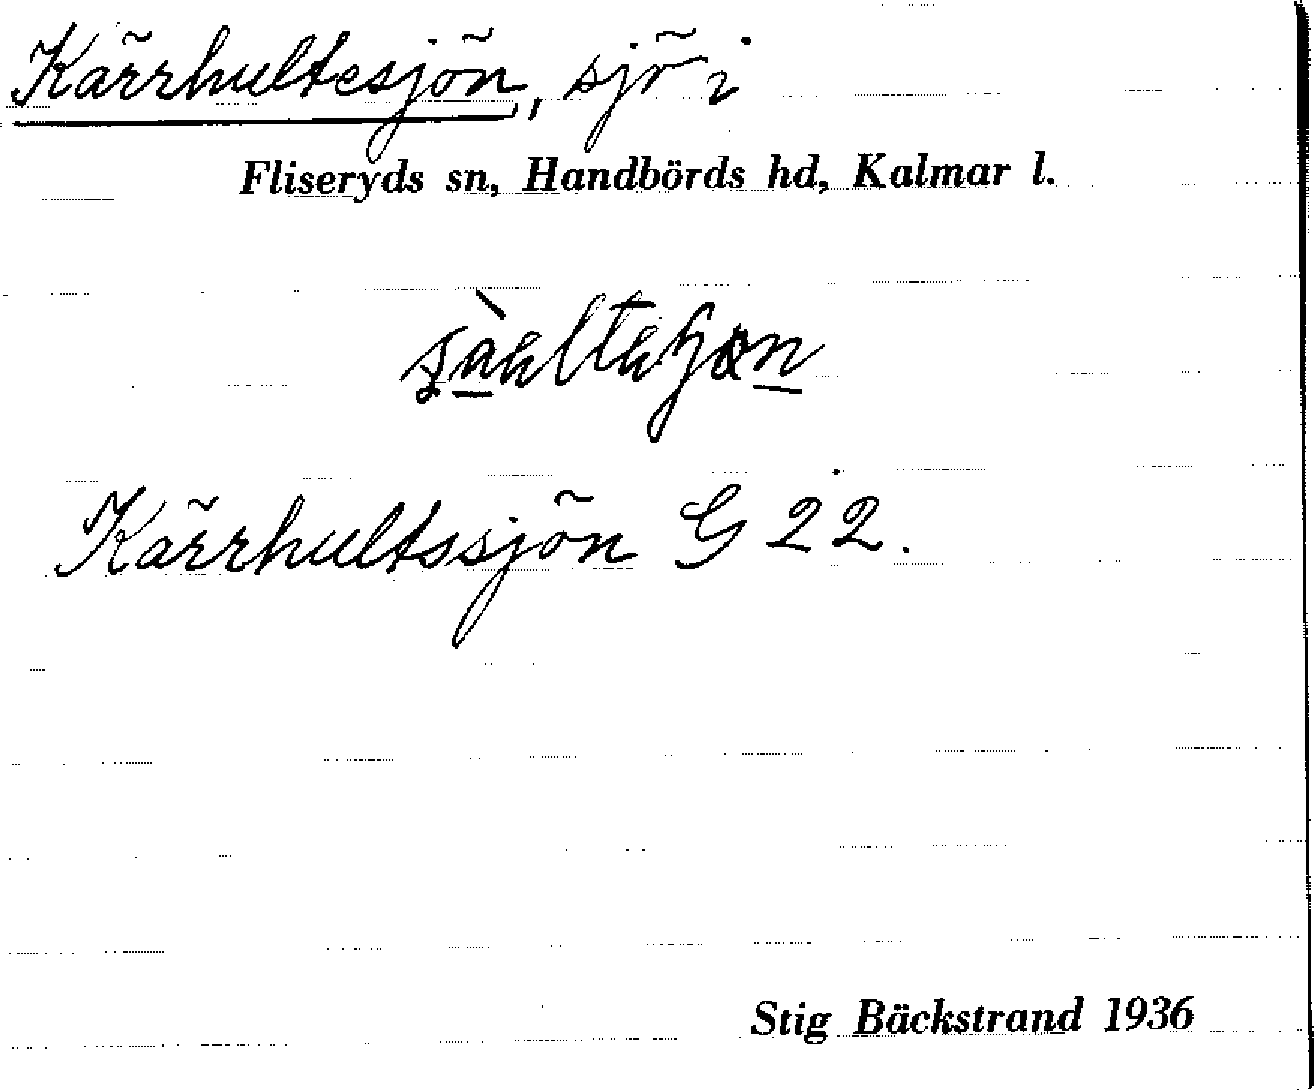 Kärrhultesjön, sjö i
Fliseryds sn, Handbörds hd, Kalmar l.
Kärrhultssjön G 22.
Stig Bäckstrand 1936